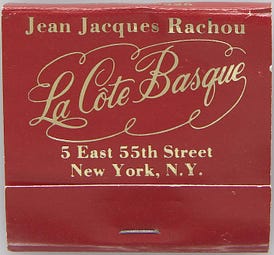 Jean Jacques Rachou
La Côte Basque
5 East 55th Street
New York, N.Y.